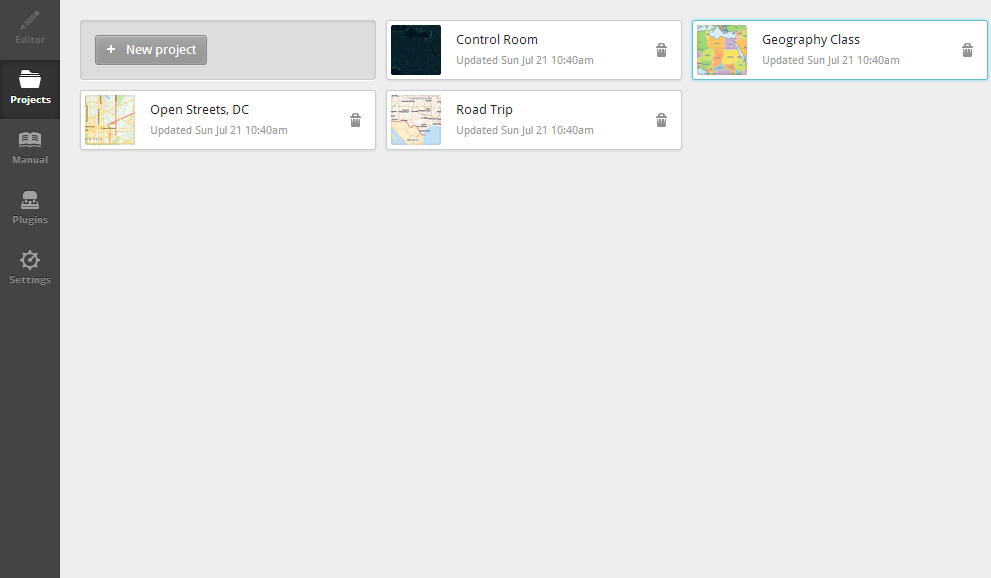 Editor
Projects
Manual
Plugins
Settings
+ New project
Control Room
Updated Sun Jul 21 10:40am
Geography Class
Updated Sun Jul 21 10:40am
Open Streets, DC
Updated Sun Jul 21 10:40am
Road Trip
Updated Sun Jul 21 10:40am